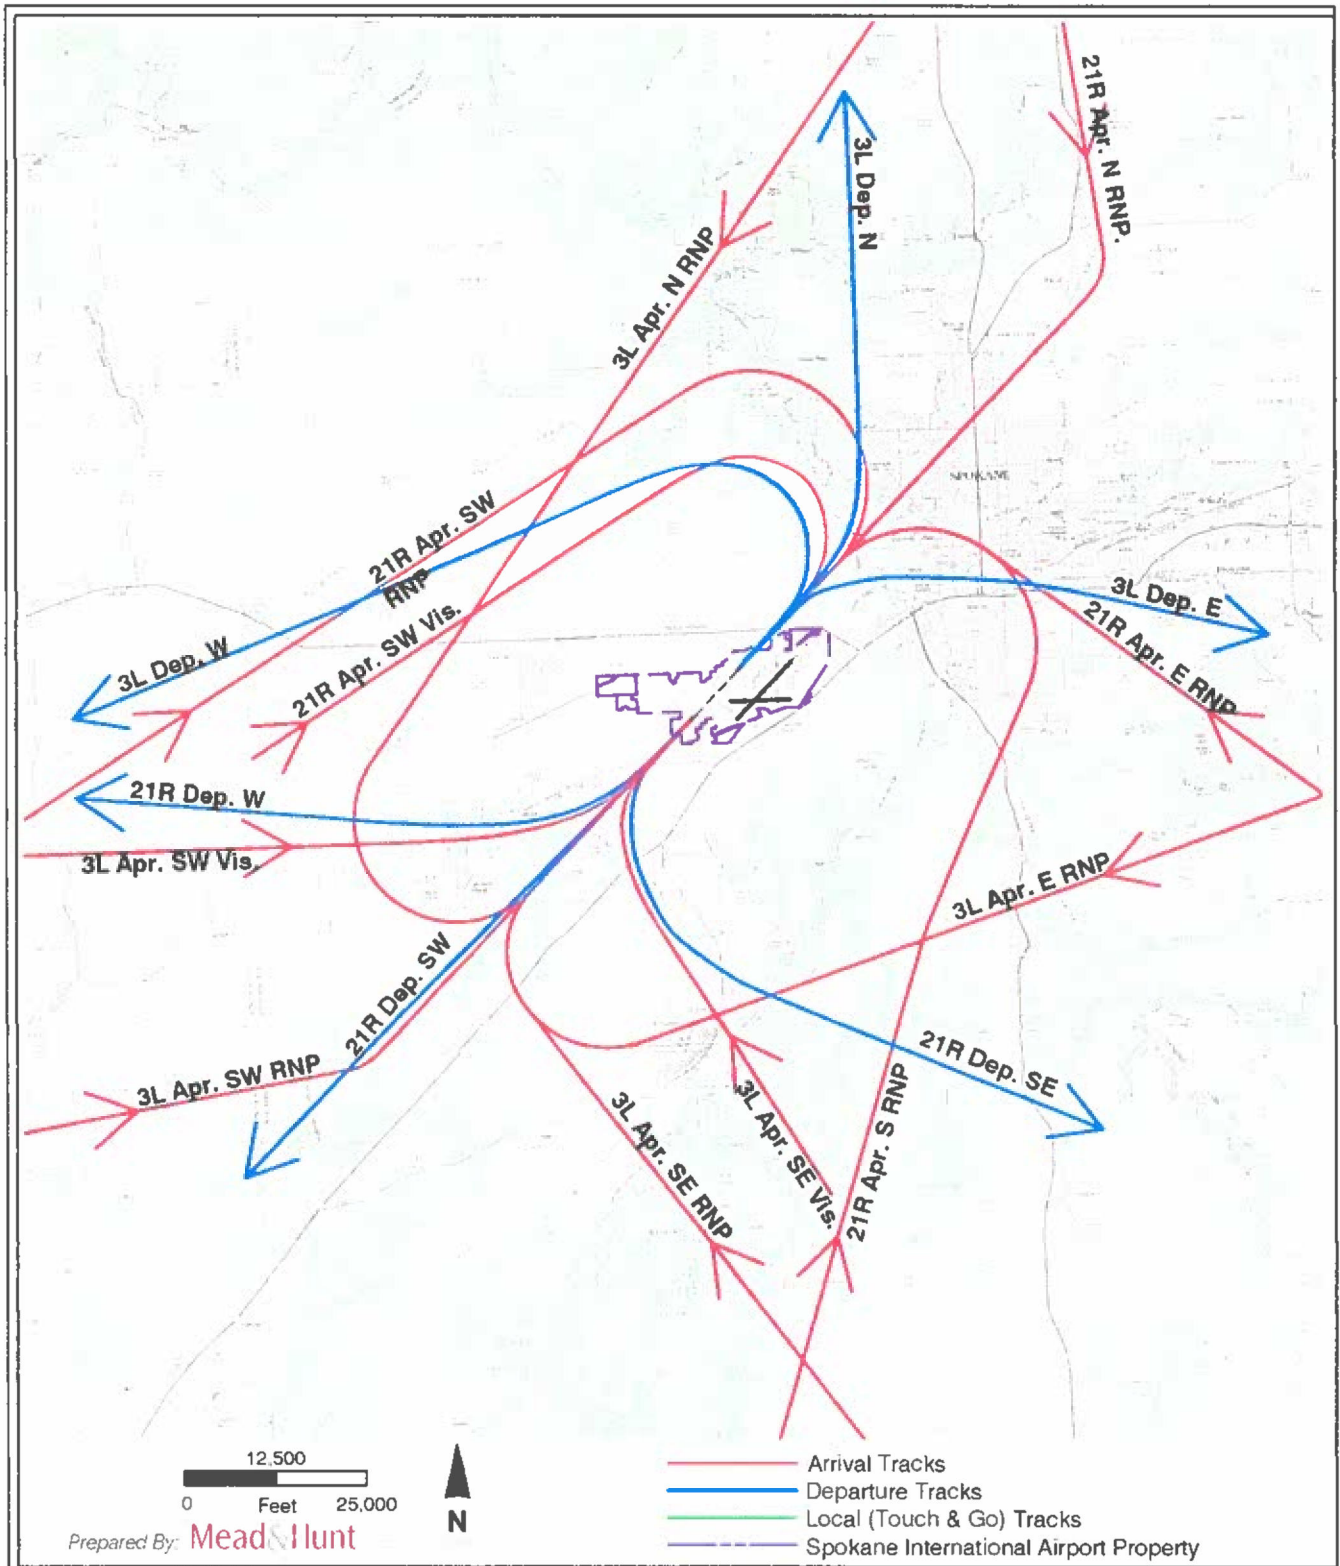 21R Apr. N RNP.
3L Dep. N
3L Apr. N RNP
SPOKANE
21R Apr. SW
RNP
21R Apr. SW Vis.
3L Dep. W
3L Dep. E
21R Apr. E RNP
21R Dep. W
3L Apr. SW Vis.
3L Apr. E RNP
21R Dep. SW
3L Apr. SW RNP
21R Dep. SE
3L Apr. SE RNP
3L Apr. SE Vis.
21R Apr. S RNP
12,500
0 Feet 25,000
N
Prepared By: Mead&Hunt
Arrival Tracks
Departure Tracks
Local (Touch & Go) Tracks
Spokane International Airport Property